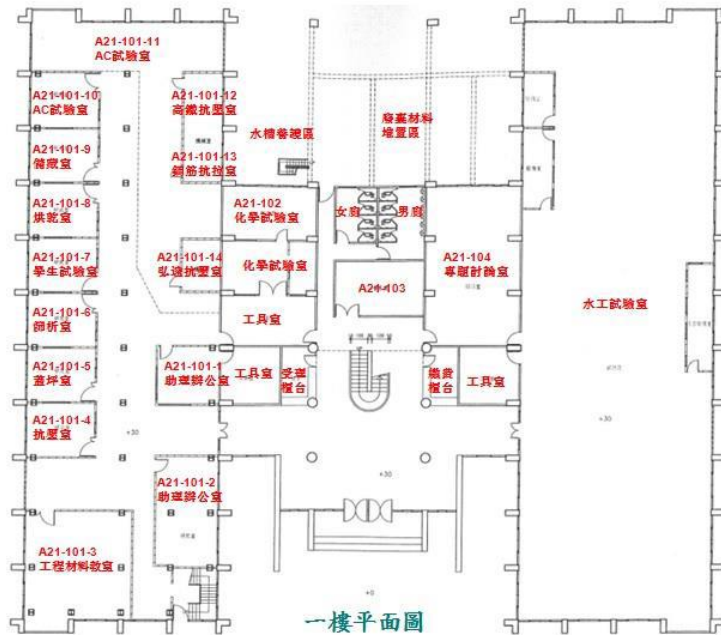 A21-101-11
AC試驗室
A21-101-10
AC試驗室
A21-101-12
高鐵抗壓室
水槽養護區
廢棄材料
堆置區
A21-101-9
儲藏室
A21-101-13
鋼筋抗拉室
A21-101-8
烘乾室
A21-102
化學試驗室
女廁
男廁
A21-101-7
學生試驗室
A21-101-14
弘遠抗壓室
化學試驗室
A21-103
A21-104
專題討論室
水工試驗室
A21-101-6
篩析室
工具室
A21-101-5
蓋坪室
A21-101-1
助理辦公室
工具室
受理
櫃台
繳費
櫃台
工具室
A21-101-4
抗壓室
+30
+30
+30
A21-101-2
助理辦公室
A21-101-3
工程材料教室
+0
一樓平面圖